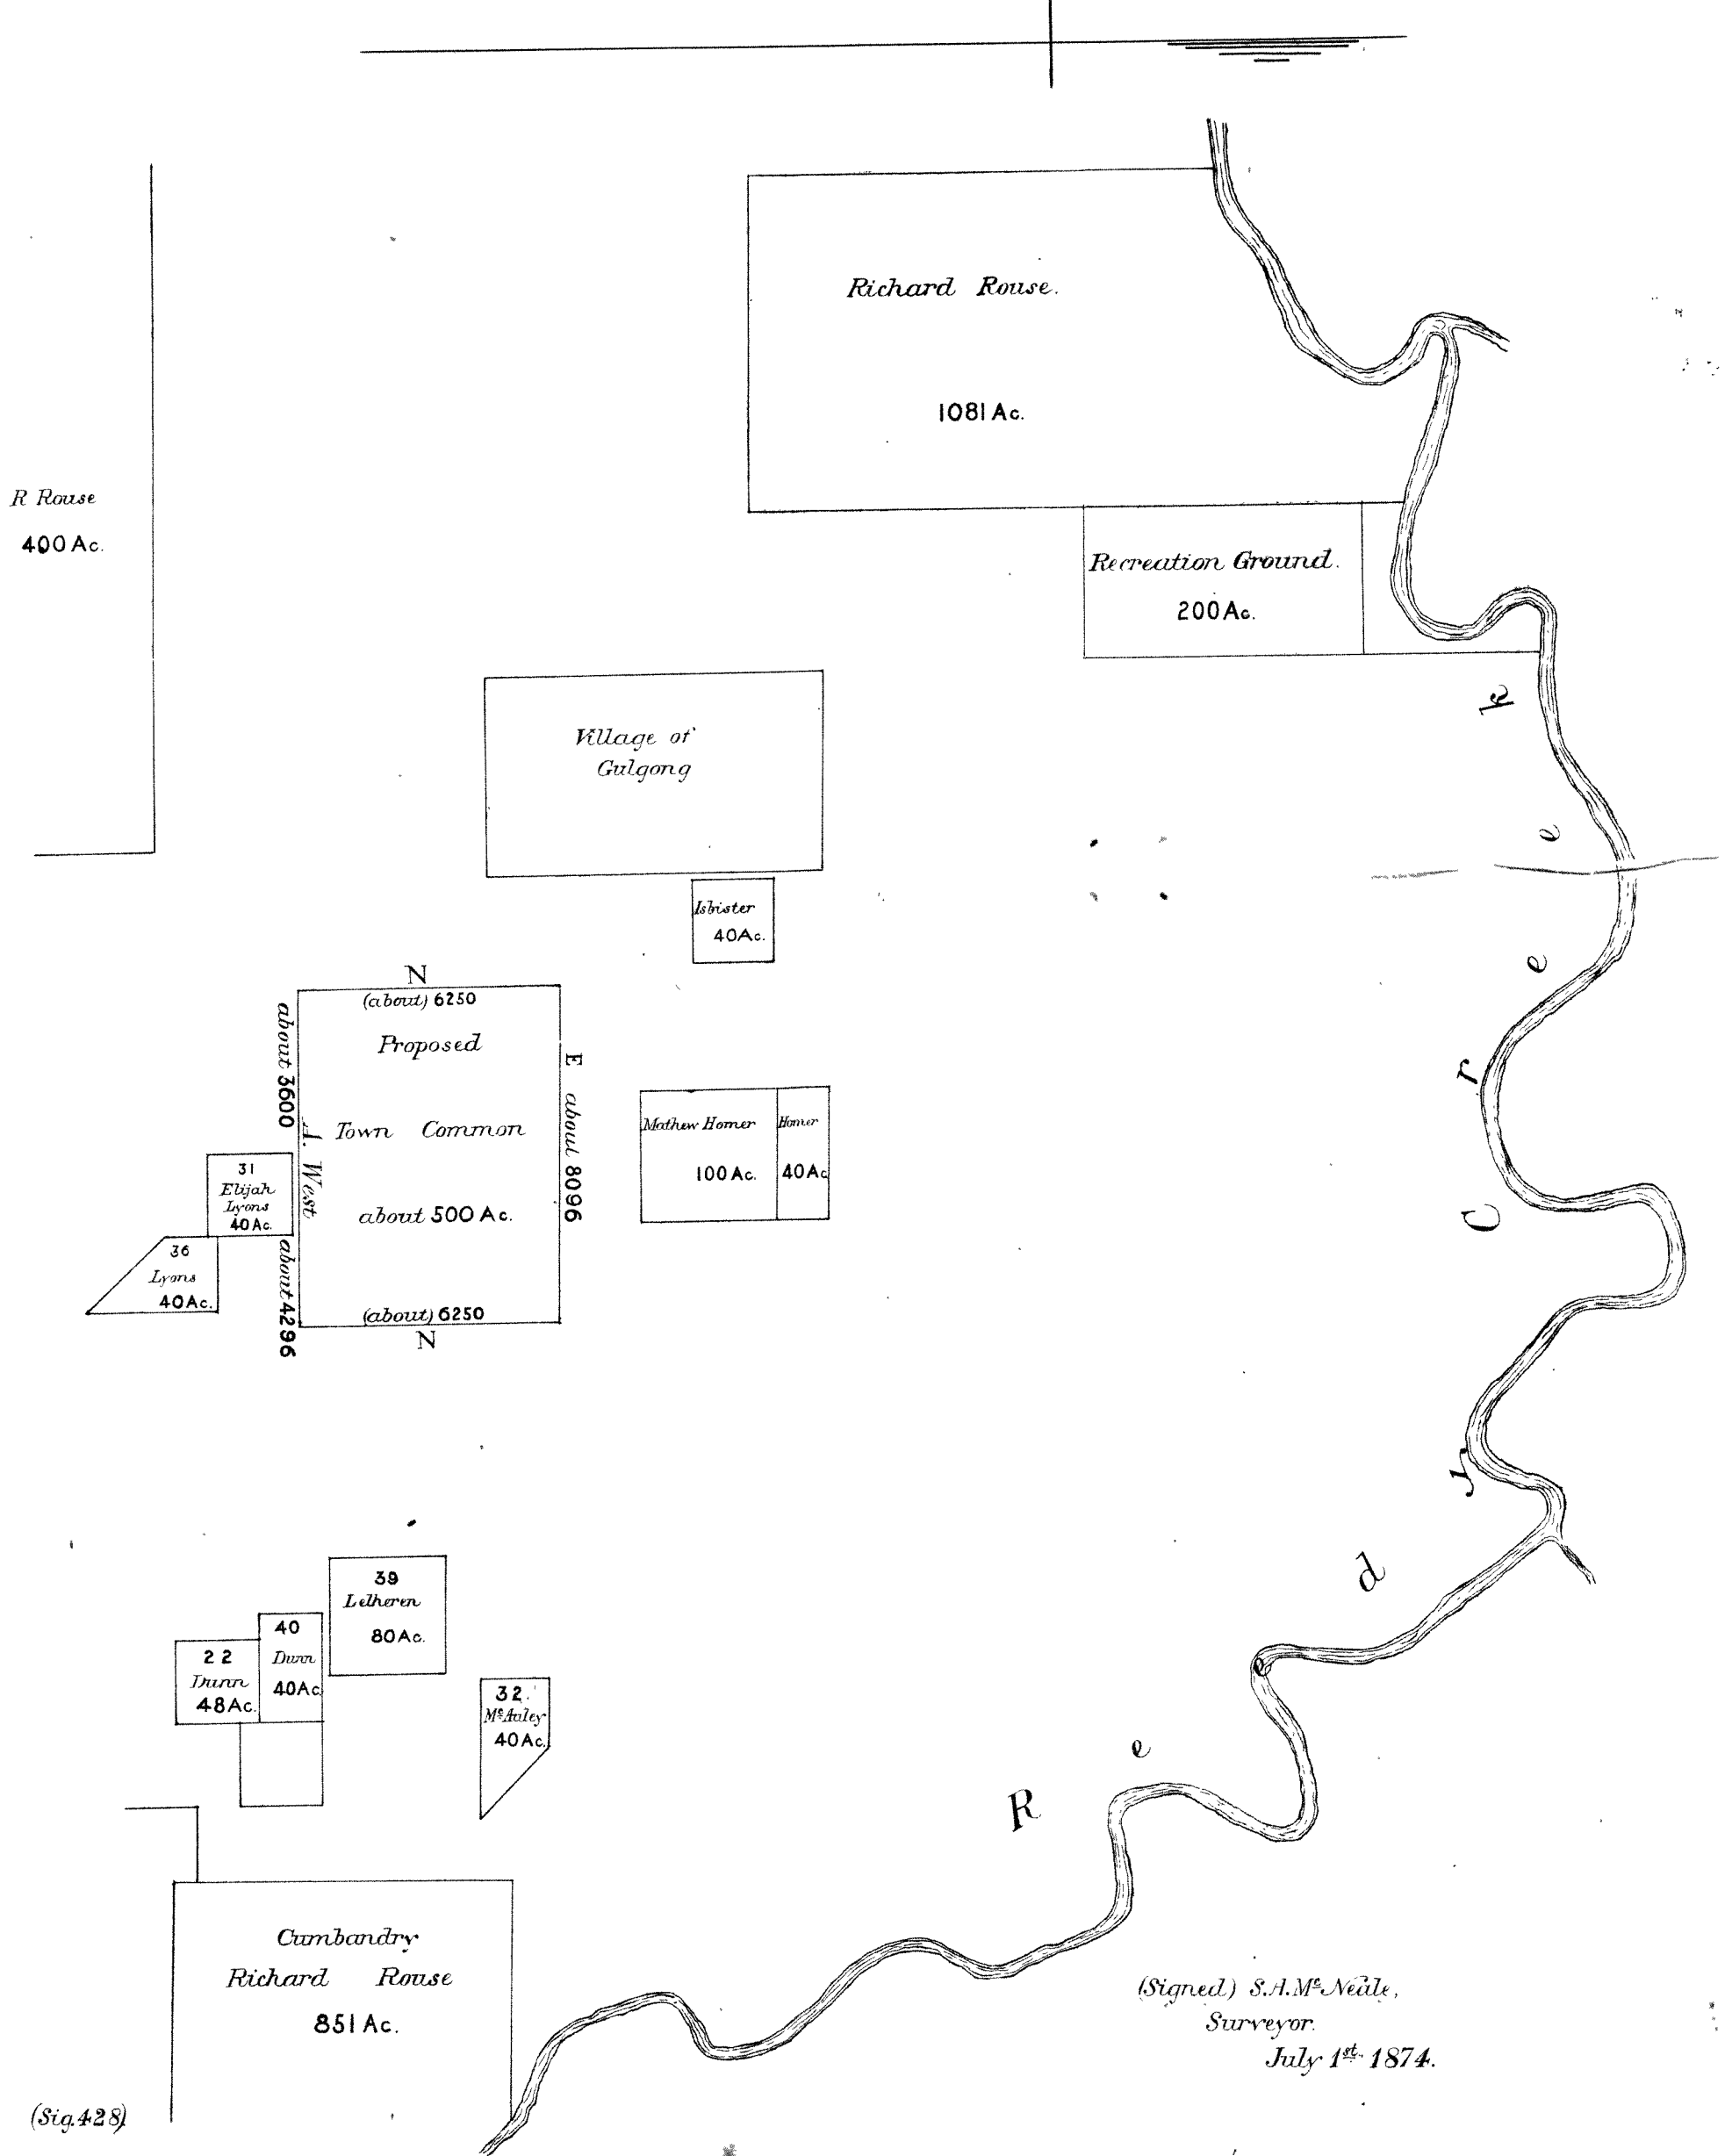 Richard Rouse.
1081 Ac.
R Rouse
400 Ac.
Recreation Ground.
200 Ac.
Village of
Gulgong
Isbister
40 Ac.
N
(about) 6250
Proposed
Town Common
about 500 Ac.
(about) 6250
N
about 3600
J. West
about 4296
E about 8096
Mathew Homer
100 Ac.
Homer
40 Ac
31
Elijah
Lyons
40 Ac.
36
Lyons
40 Ac.
39
Lelheren
80 Ac.
40
Dunn
40 Ac
22
Dunn
48 Ac.
32.
McAuley
40 Ac.
Cumbandry
Richard Rouse
851 Ac.
Redy Creek
(Signed) S.A. McNeale,
Surveyor.
July 1st. 1874.
(Sig. 428)